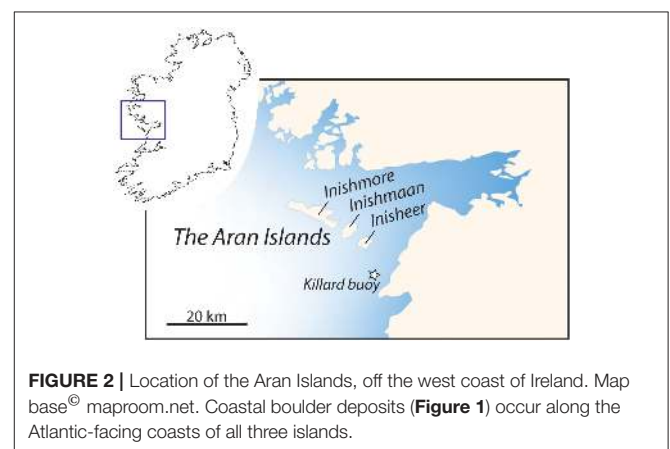 Inishmore
Inishmaan
Inisheer
The Aran Islands
Killard buoy
20 km
FIGURE 2 | Location of the Aran Islands, off the west coast of Ireland. Map
base© maproom.net. Coastal boulder deposits (Figure 1) occur along the
Atlantic-facing coasts of all three islands.